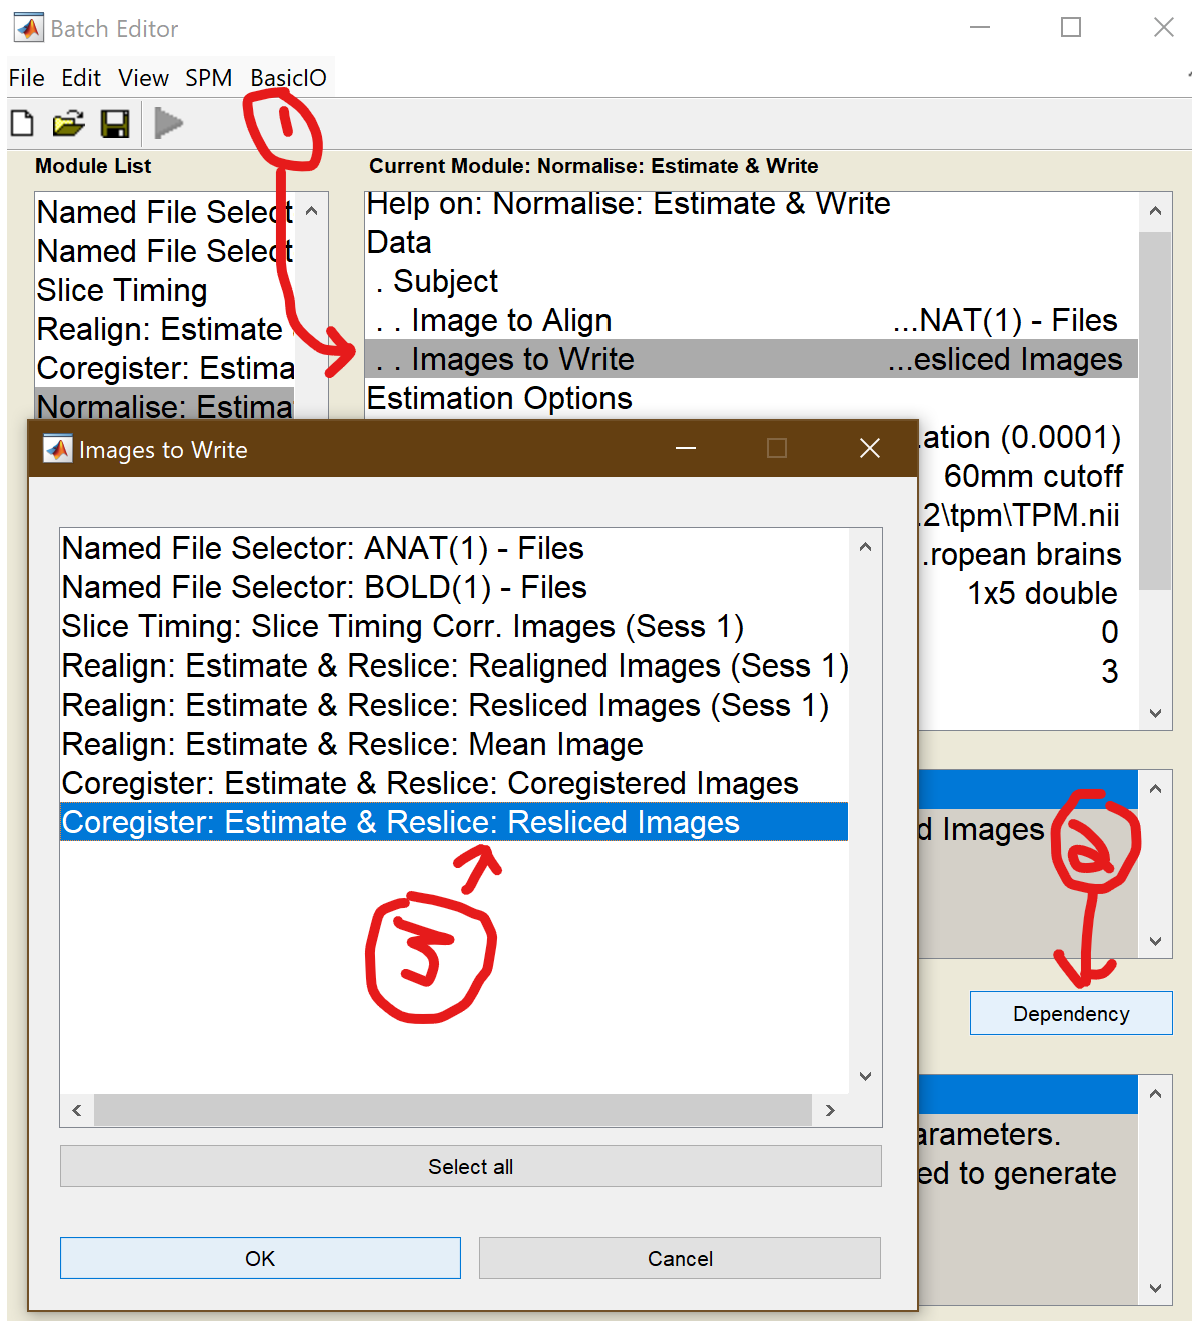 Batch Editor
File Edit View SPM BasicIO
1
Module List
Named File Select
Named File Select
Slice Timing
Realign: Estimate
Coregister: Estima
Normalise: Estima
Current Module: Normalise: Estimate & Write
Help on: Normalise: Estimate & Write
Data
. Subject
. . Image to Align ...NAT(1) - Files
. . Images to Write ...esliced Images
Estimation Options
.ation (0.0001)
60mm cutoff
.2\tpm\TPM.nii
.ropean brains
1x5 double
0
3
Images to Write
Named File Selector: ANAT(1) - Files
Named File Selector: BOLD(1) - Files
Slice Timing: Slice Timing Corr. Images (Sess 1)
Realign: Estimate & Reslice: Realigned Images (Sess 1)
Realign: Estimate & Reslice: Resliced Images (Sess 1)
Realign: Estimate & Reslice: Mean Image
Coregister: Estimate & Reslice: Coregistered Images
Coregister: Estimate & Reslice: Resliced Images
3
Select all
OK Cancel
d Images
2
Dependency
arameters.
ed to generate